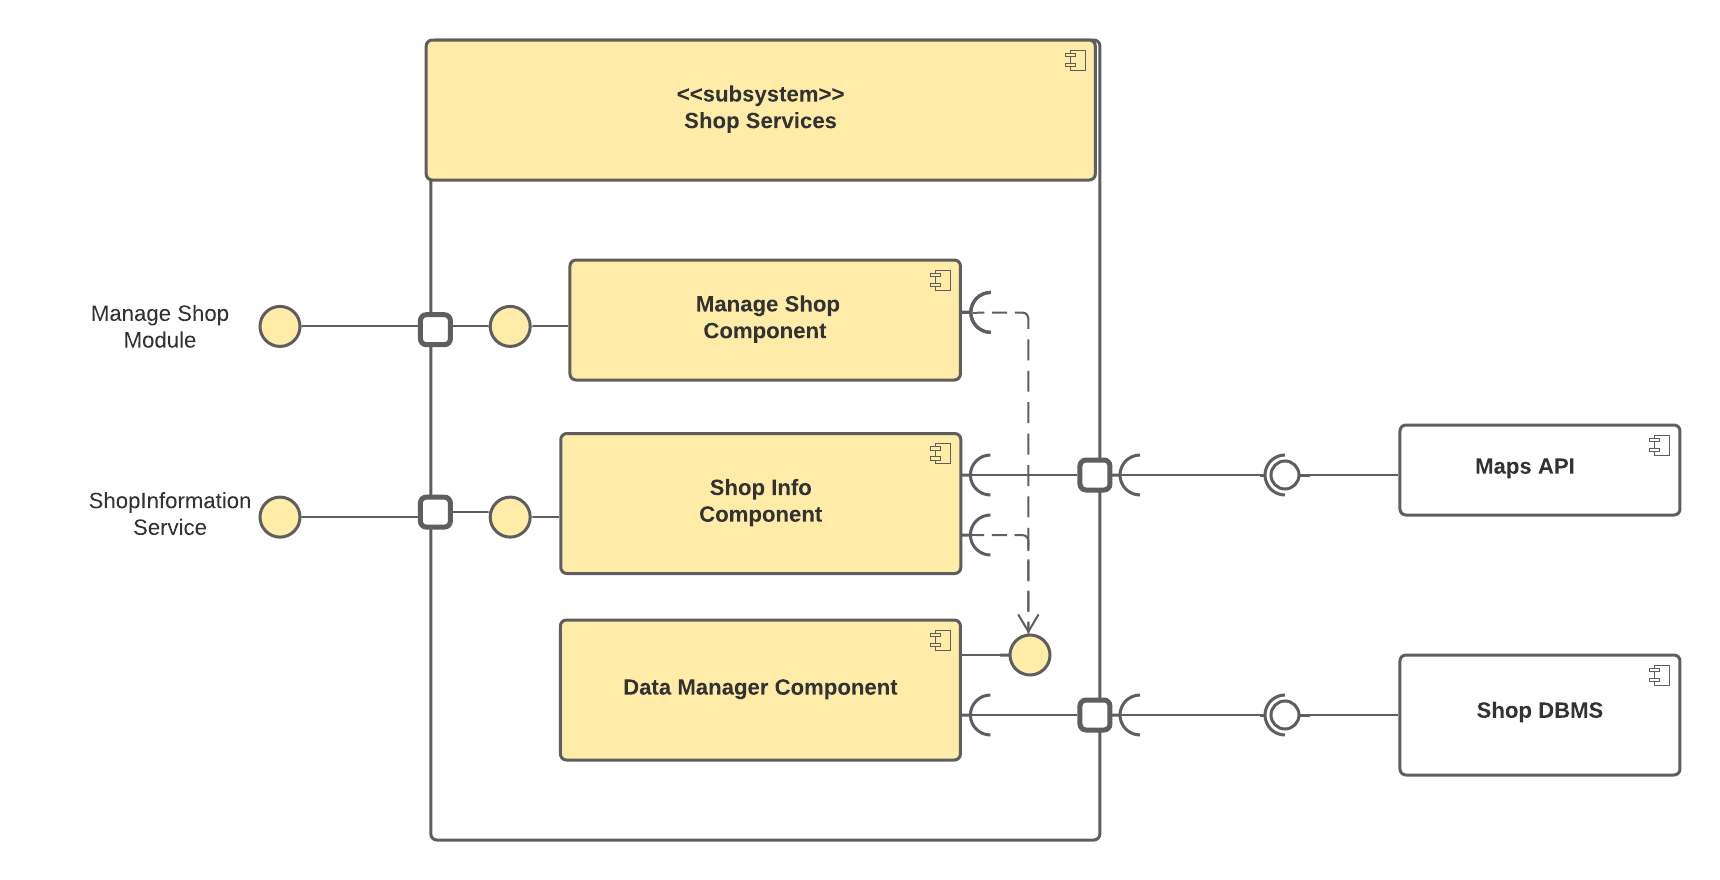 <<subsystem>>
Shop Services
Manage Shop
Module
Manage Shop
Component
ShopInformation
Service
Shop Info
Component
Maps API
Data Manager Component
Shop DBMS